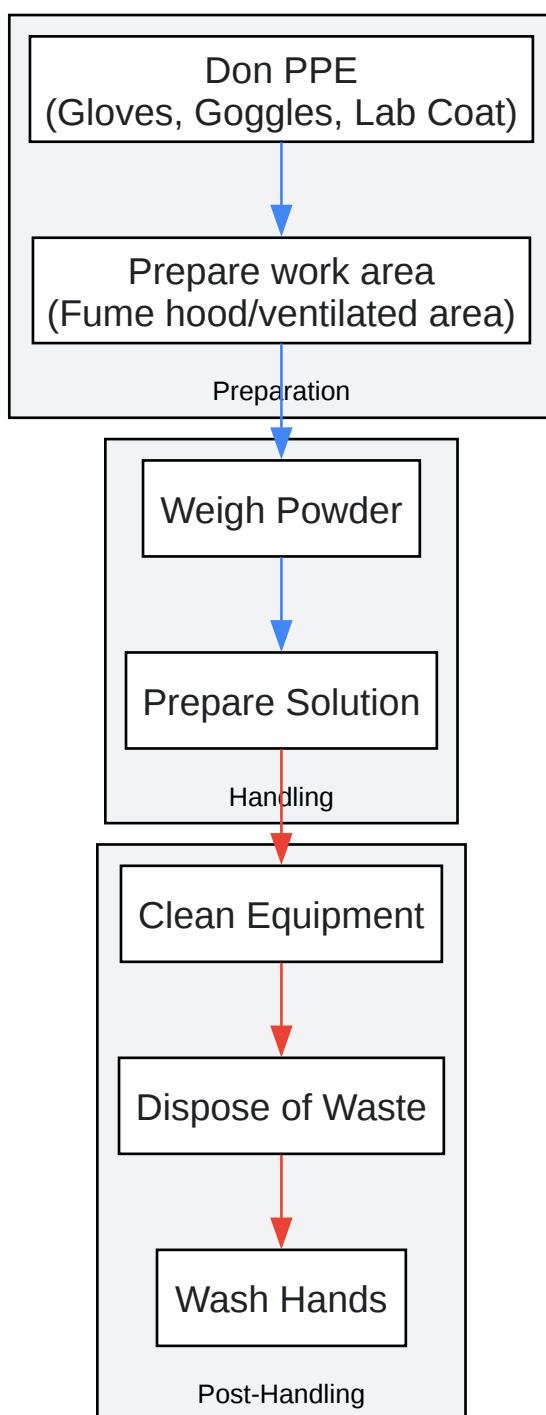 Don PPE
(Gloves, Goggles, Lab Coat)
Prepare work area
(Fume hood/ventilated area)
Preparation
Weigh Powder
Prepare Solution
Handling
Clean Equipment
Dispose of Waste
Wash Hands
Post-Handling